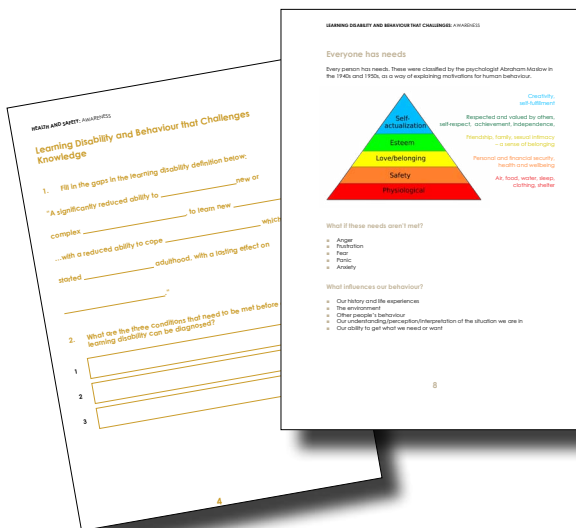 HEALTH AND SAFETY: AWARENESS
Learning Disability and Behaviour that Challenges
Knowledge
1. Fill in the gaps in the learning disability definition below:
"A significantly reduced ability to ____________________ new or
complex ____________________, to learn new ____________________
...with a reduced ability to cope ____________________ which
started ____________________ adulthood, with a lasting effect on
____________________."
2. What are the three conditions that need to be met before
learning disability can be diagnosed?
1
2
3
4
LEARNING DISABILITY AND BEHAVIOUR THAT CHALLENGES: AWARENESS
Everyone has needs
Every person has needs. These were classified by the psychologist Abraham Maslow in
the 1940s and 1950s, as a way of explaining motivations for human behaviour.
Self-
actualization
Esteem
Love/belonging
Safety
Physiological
Creativity,
self-fulfilment
Respected and valued by others,
self-respect, achievement, independence,
Friendship, family, sexual intimacy
– a sense of belonging
Personal and financial security,
health and wellbeing
Air, food, water, sleep,
clothing, shelter
What if these needs aren't met?
Anger
Frustration
Fear
Panic
Anxiety
What influences our behaviour?
Our history and life experiences
The environment
Other people's behaviour
Our understanding/perception/interpretation of the situation we are in
Our ability to get what we need or want
8